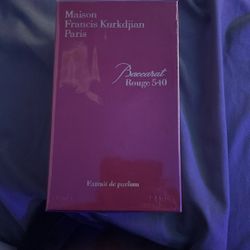 Maison
Francis Kurkdjian
Paris
Baccarat
Rouge 540
Extrait de parfum